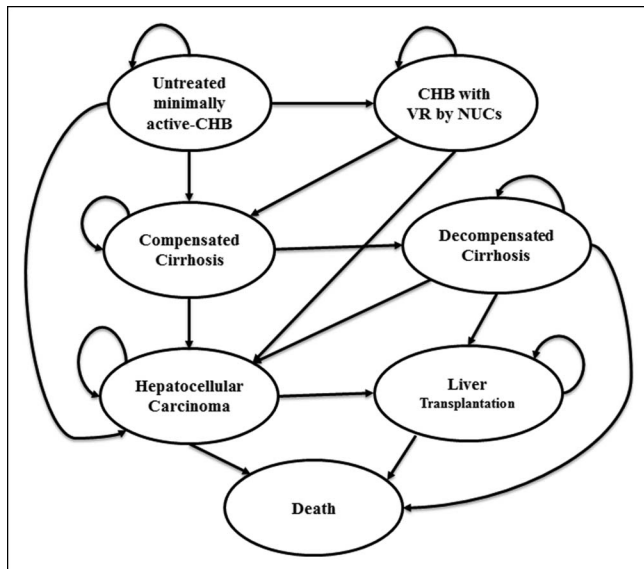 Untreated
minimally
active-CHB
CHB with
VR by NUCs
Compensated
Cirrhosis
Decompensated
Cirrhosis
Hepatocellular
Carcinoma
Liver
Transplantation
Death